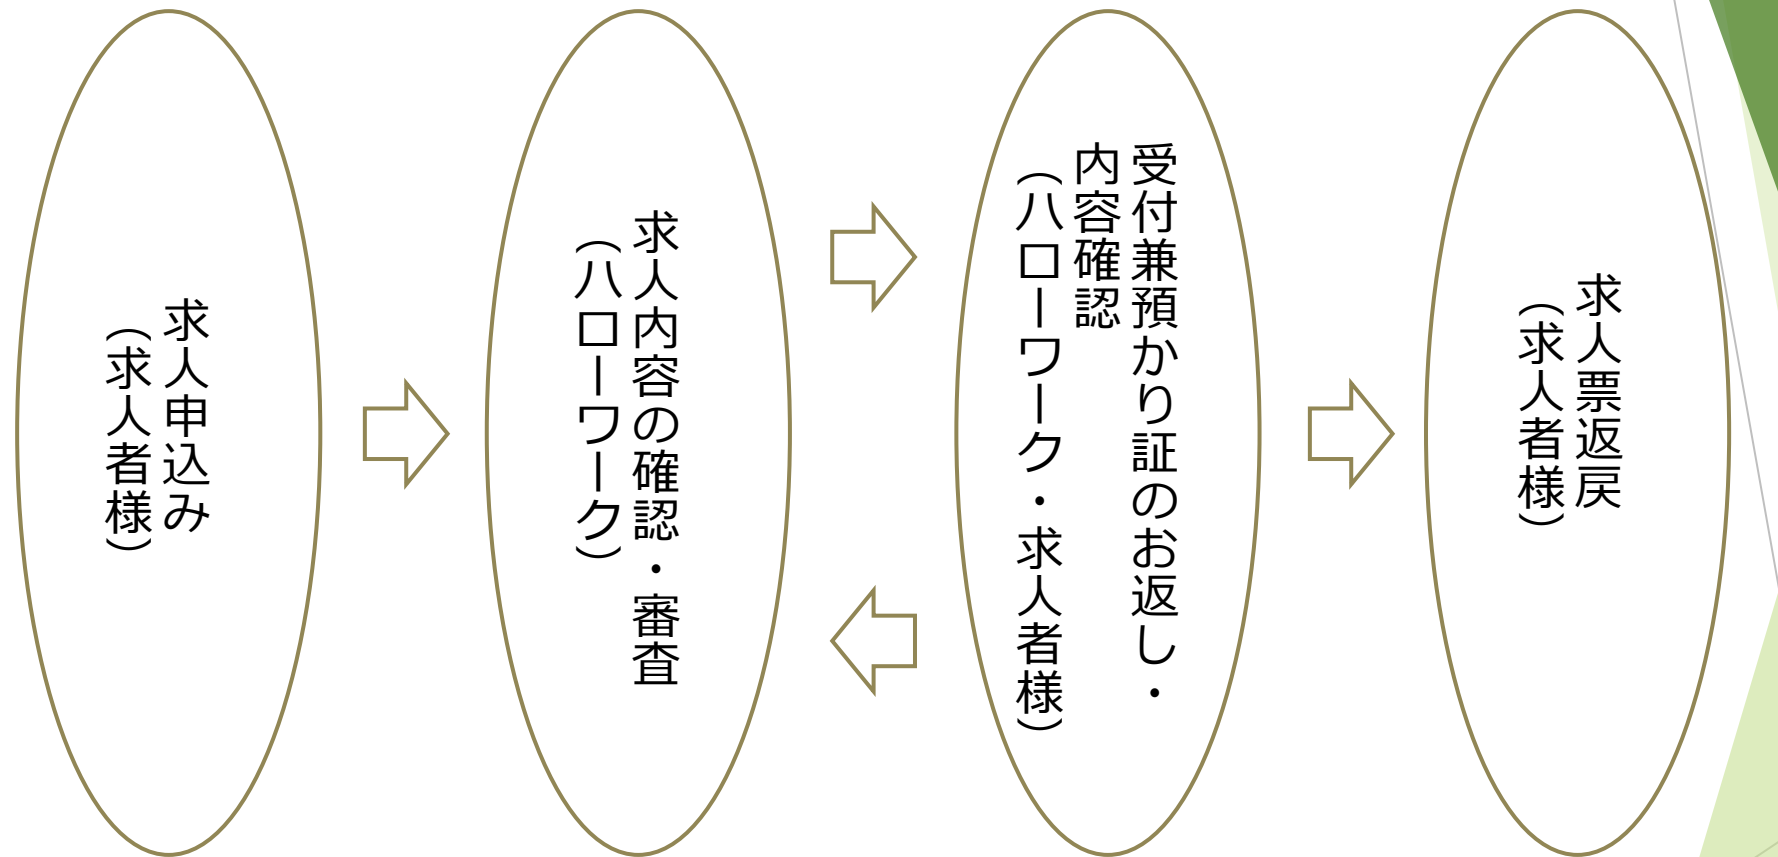 求人申込み
（求人者様）
求人内容の確認・審査
（ハローワーク）
受付兼預かり証のお返し・
内容確認
（ハローワーク・求人者様）
求人票返戻
（求人者様）